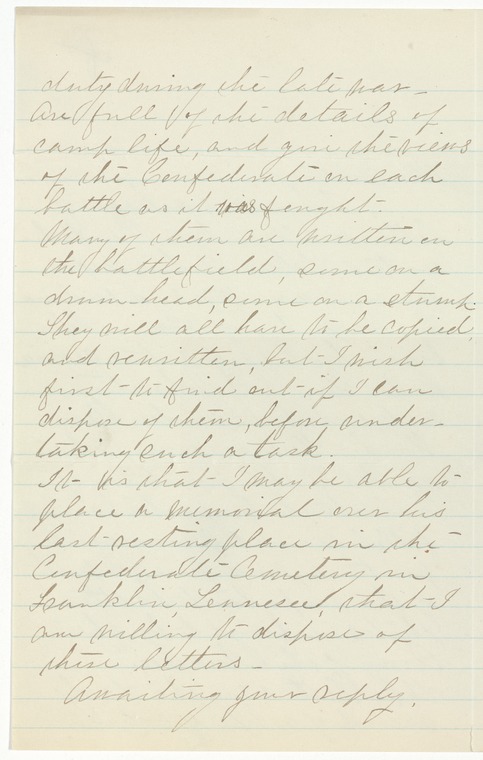 duty during the late war -
Are full of the details of
camp life, and give the views
of the Confederate on each
battle as it was fought.
Many of them are written on
the battlefield, some on a
drum-head, some on a stump.
They will all have to be copied,
and rewritten, but I wish
first to find out if I can
dispose of them, before under-
taking such a task.
It is that I may be able to
place a memorial over his
last resting place in the
Confederate Cemetery in
Franklin, Tennesee, that I
am willing to dispose of
these letters -
Awaiting your reply.